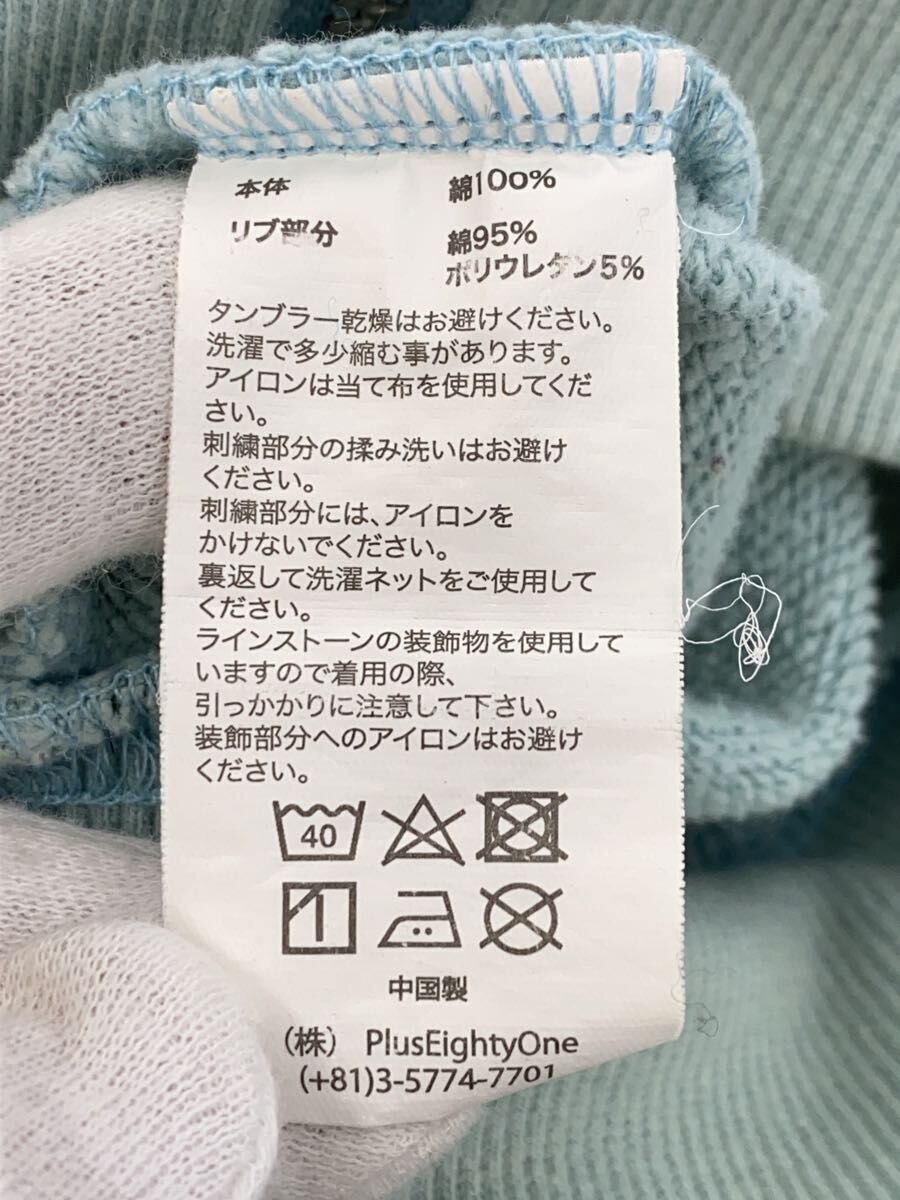 本体 綿100%
リブ部分 綿95%
ポリウレタン5%
タンブラー乾燥はお避けください。
洗濯で多少縮む事があります。
アイロンは当て布を使用してくだ
さい。
刺繍部分の揉み洗いはお避け
ください。
刺繍部分には、アイロンを
かけないでください。
裏返して洗濯ネットをご使用して
ください。
ラインストーンの装飾物を使用して
いますので着用の際、
引っかかりに注意して下さい。
装飾部分へのアイロンはお避け
ください。
40
中国製
(株) PlusEightyOne
(+81)3-5774-7701